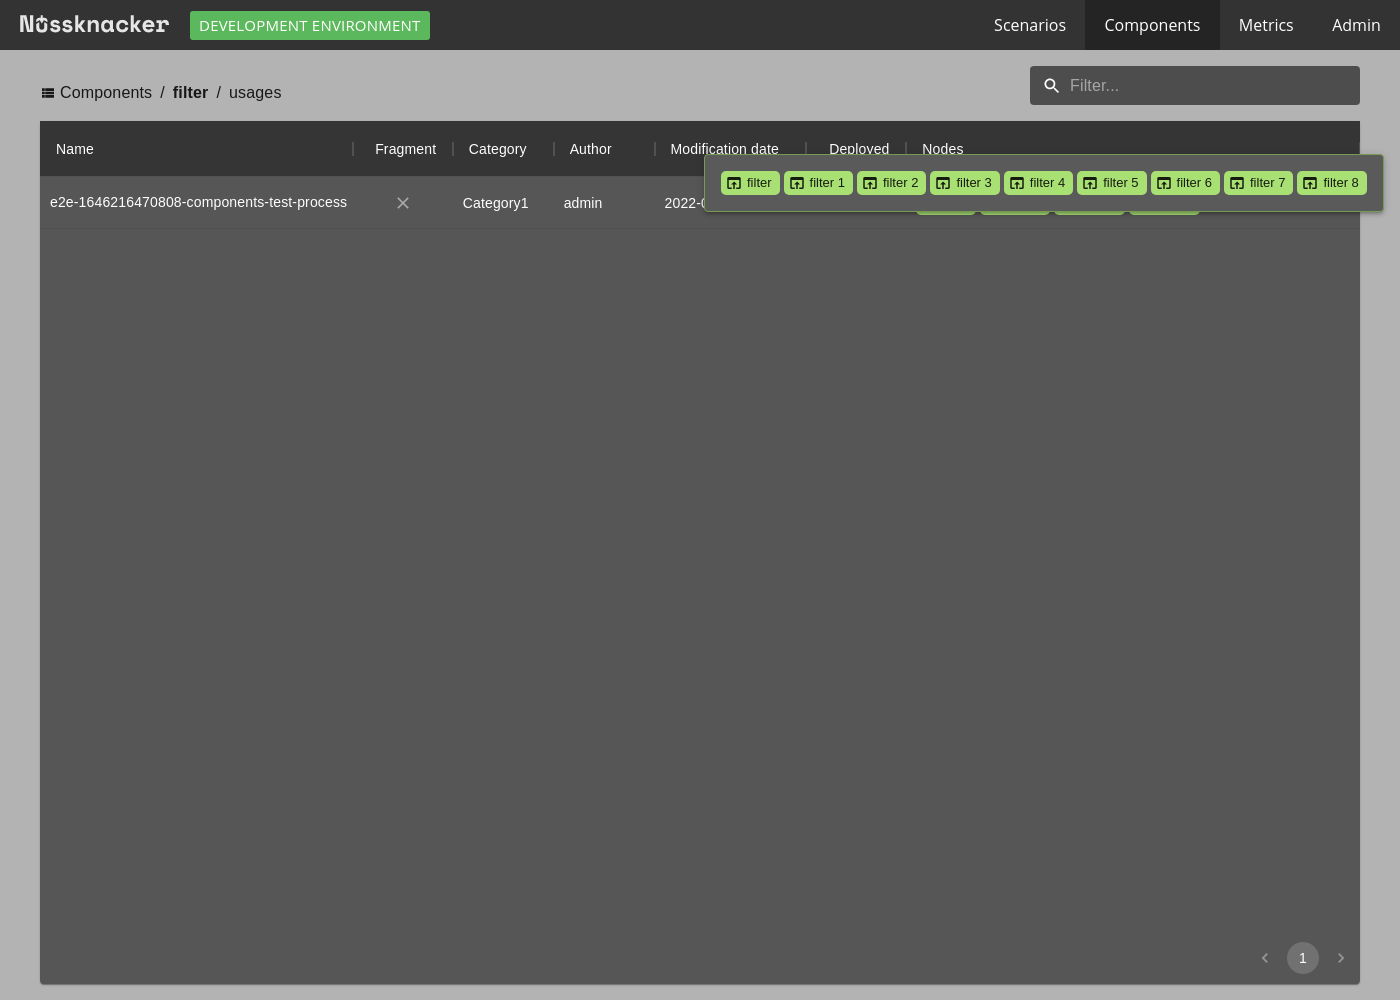 Nussknacker DEVELOPMENT ENVIRONMENT Scenarios Components Metrics Admin
Components / filter / usages
Filter...
Name Fragment Category Author Modification date Deployed Nodes
filter filter 1 filter 2 filter 3 filter 4 filter 5 filter 6 filter 7 filter 8
e2e-1646216470808-components-test-process Category1 admin
1